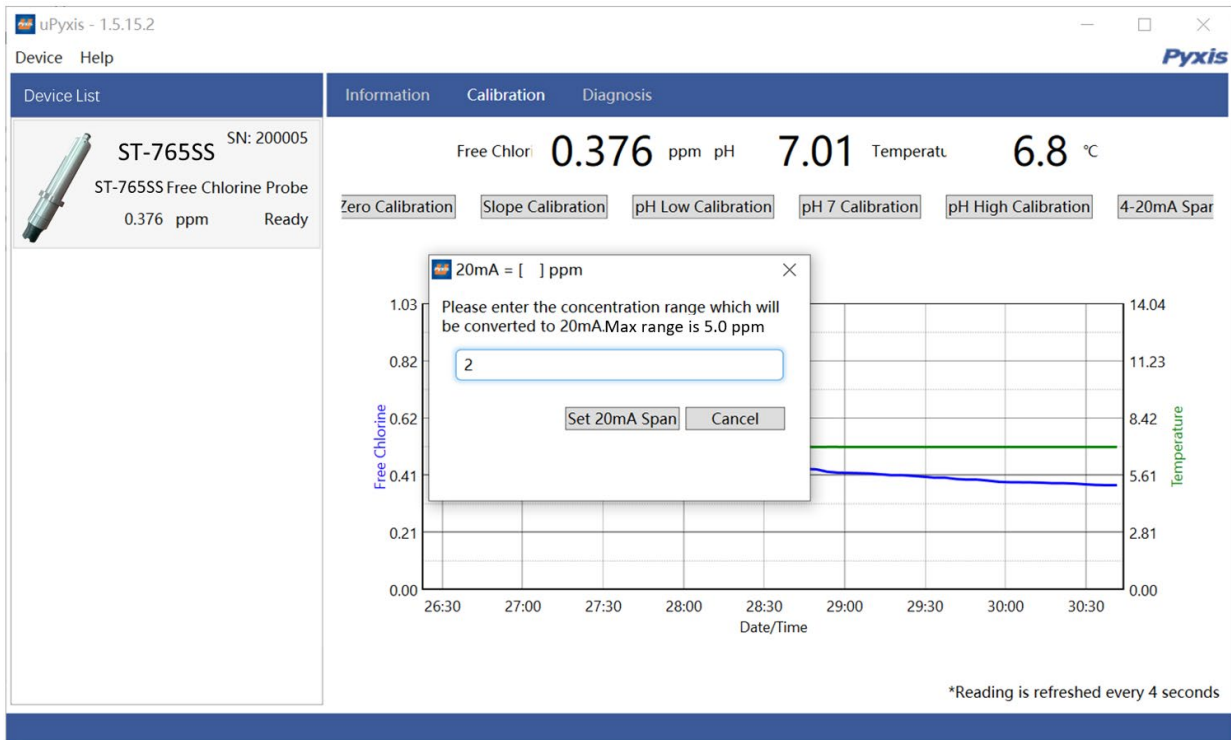 uPyxis - 1.5.15.2
Device Help
Pyxis
Device List
Information Calibration Diagnosis
ST-765SS SN: 200005
ST-765SS Free Chlorine Probe
0.376 ppm Ready
Free Chlori 0.376 ppm pH 7.01 Temperatu 6.8 °C
Zero Calibration Slope Calibration pH Low Calibration pH 7 Calibration pH High Calibration 4-20mA Span
20mA = [ ] ppm
Please enter the concentration range which will
be converted to 20mA.Max range is 5.0 ppm
2
Set 20mA Span Cancel
1.03 14.04
0.82 11.23
0.62 8.42
0.41 5.61
0.21 2.81
0.00 0.00
Free Chlorine
Temperature
26:30 27:00 27:30 28:00 28:30 29:00 29:30 30:00 30:30
Date/Time
*Reading is refreshed every 4 seconds